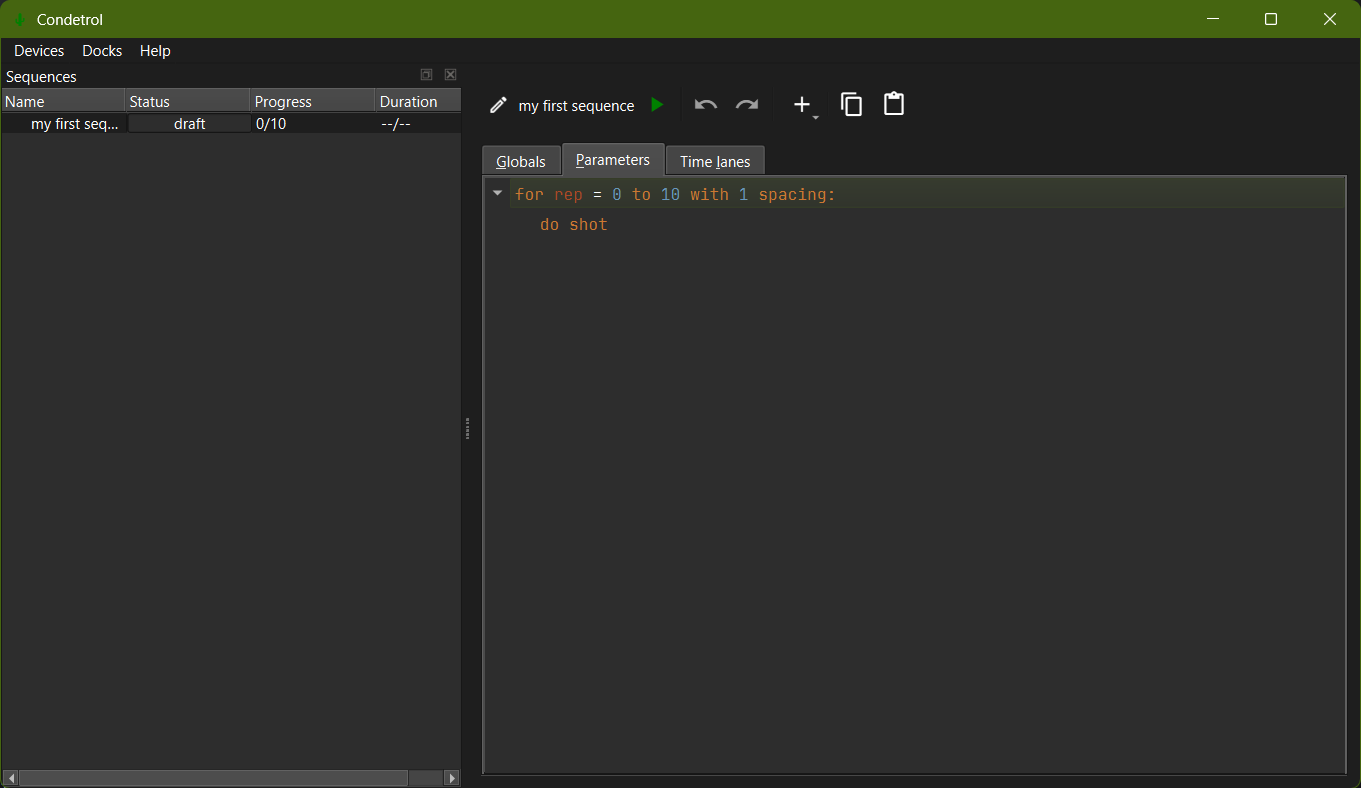 Condetrol
Devices Docks Help
Sequences
Name Status Progress Duration
my first seq... draft 0/10 --/--
my first sequence
Globals Parameters Time lanes
for rep = 0 to 10 with 1 spacing:
do shot